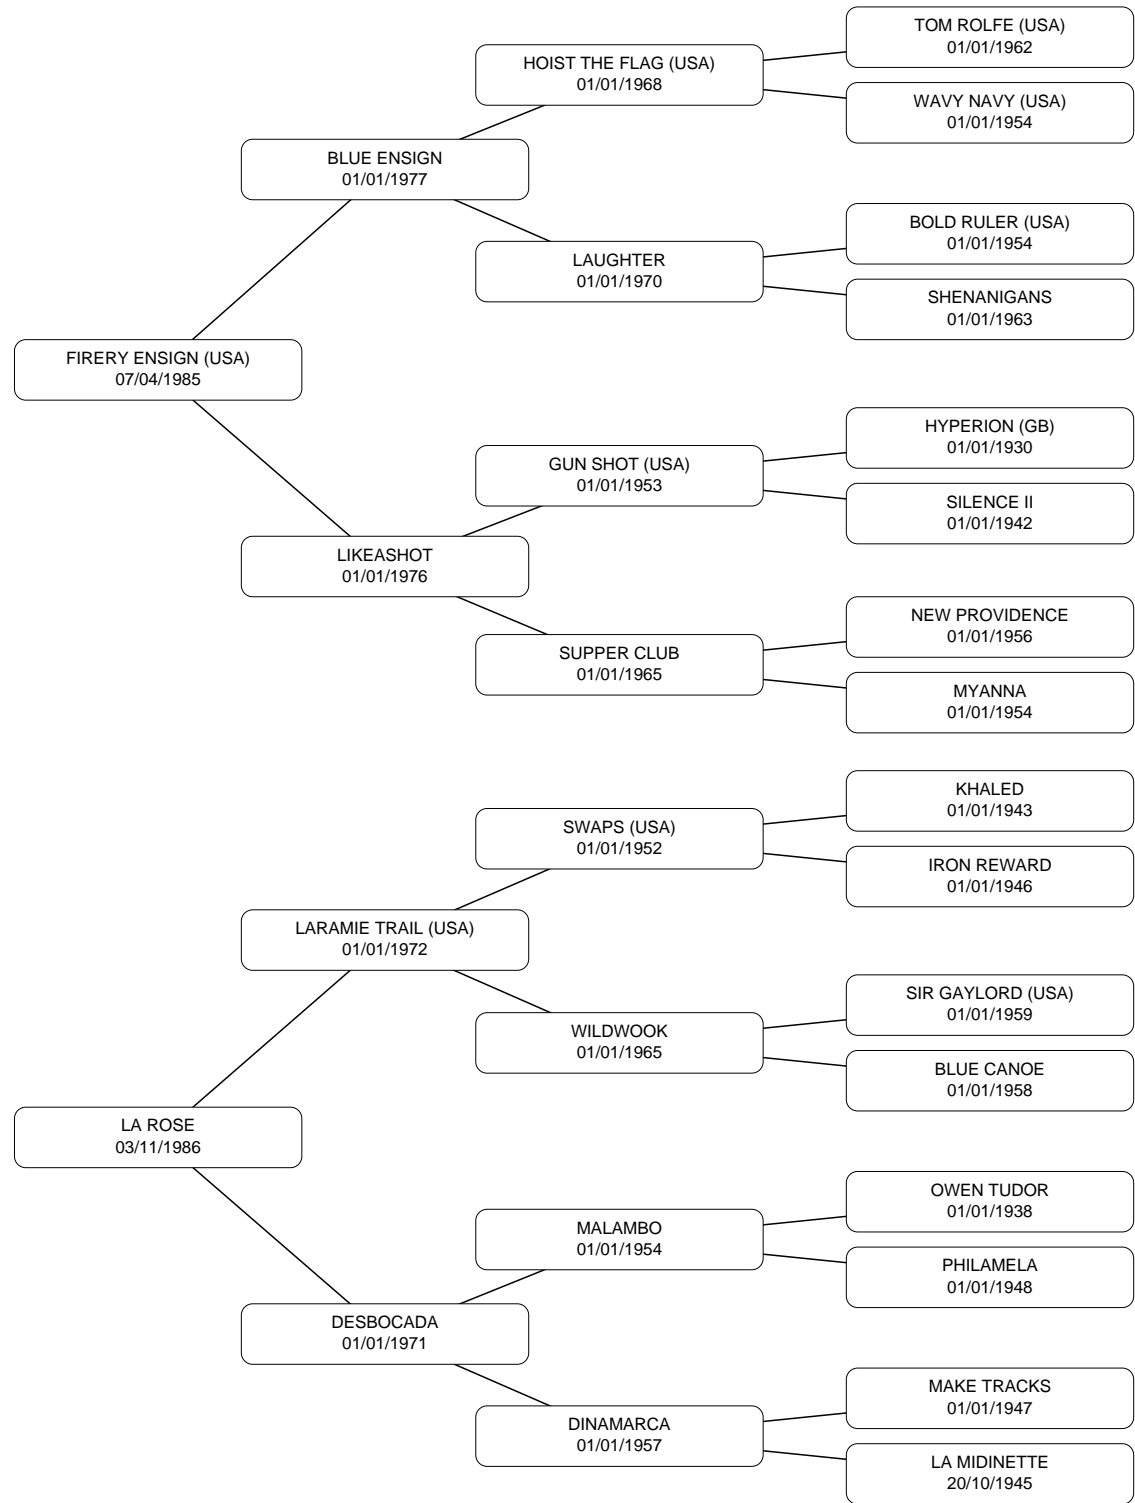 TOM ROLFE (USA)
01/01/1962
HOIST THE FLAG (USA)
01/01/1968
WAVY NAVY (USA)
01/01/1954
BLUE ENSIGN
01/01/1977
BOLD RULER (USA)
01/01/1954
LAUGHTER
01/01/1970
SHENANIGANS
01/01/1963
FIRERY ENSIGN (USA)
07/04/1985
HYPERION (GB)
01/01/1930
GUN SHOT (USA)
01/01/1953
SILENCE II
01/01/1942
LIKEASHOT
01/01/1976
NEW PROVIDENCE
01/01/1956
SUPPER CLUB
01/01/1965
MYANNA
01/01/1954
KHALED
01/01/1943
SWAPS (USA)
01/01/1952
IRON REWARD
01/01/1946
LARAMIE TRAIL (USA)
01/01/1972
SIR GAYLORD (USA)
01/01/1959
WILDWOOK
01/01/1965
BLUE CANOE
01/01/1958
LA ROSE
03/11/1986
OWEN TUDOR
01/01/1938
MALAMBO
01/01/1954
PHILAMELA
01/01/1948
DESBOCADA
01/01/1971
MAKE TRACKS
01/01/1947
DINAMARCA
01/01/1957
LA MIDINETTE
20/10/1945